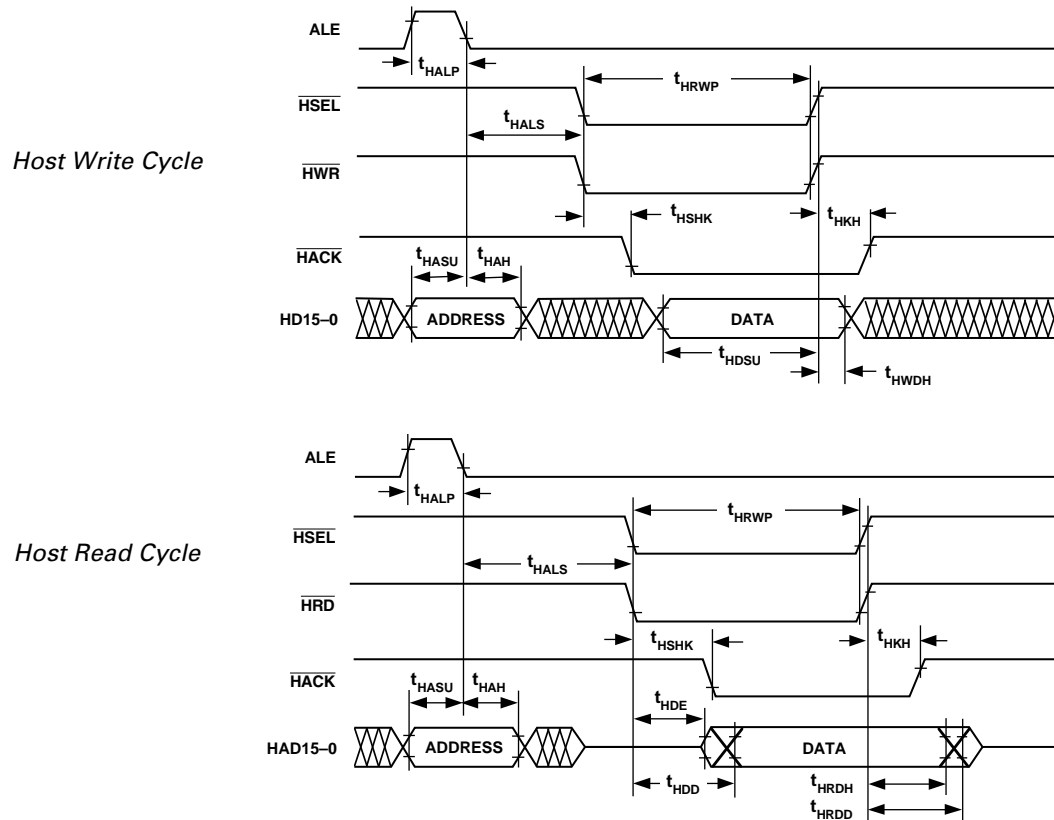 Host Write Cycle
ALE
tHALP
HSEL
tHRWP
tHALS
HWR
tHSHK
tHKH
HACK
tHASU
tHAH
HD15–0
ADDRESS
DATA
tHDSU
tHWDH
Host Read Cycle
ALE
tHALP
HSEL
tHRWP
tHALS
HRD
tHSHK
tHKH
HACK
tHASU
tHAH
tHDE
HAD15–0
ADDRESS
DATA
tHDD
tHRDH
tHRDD